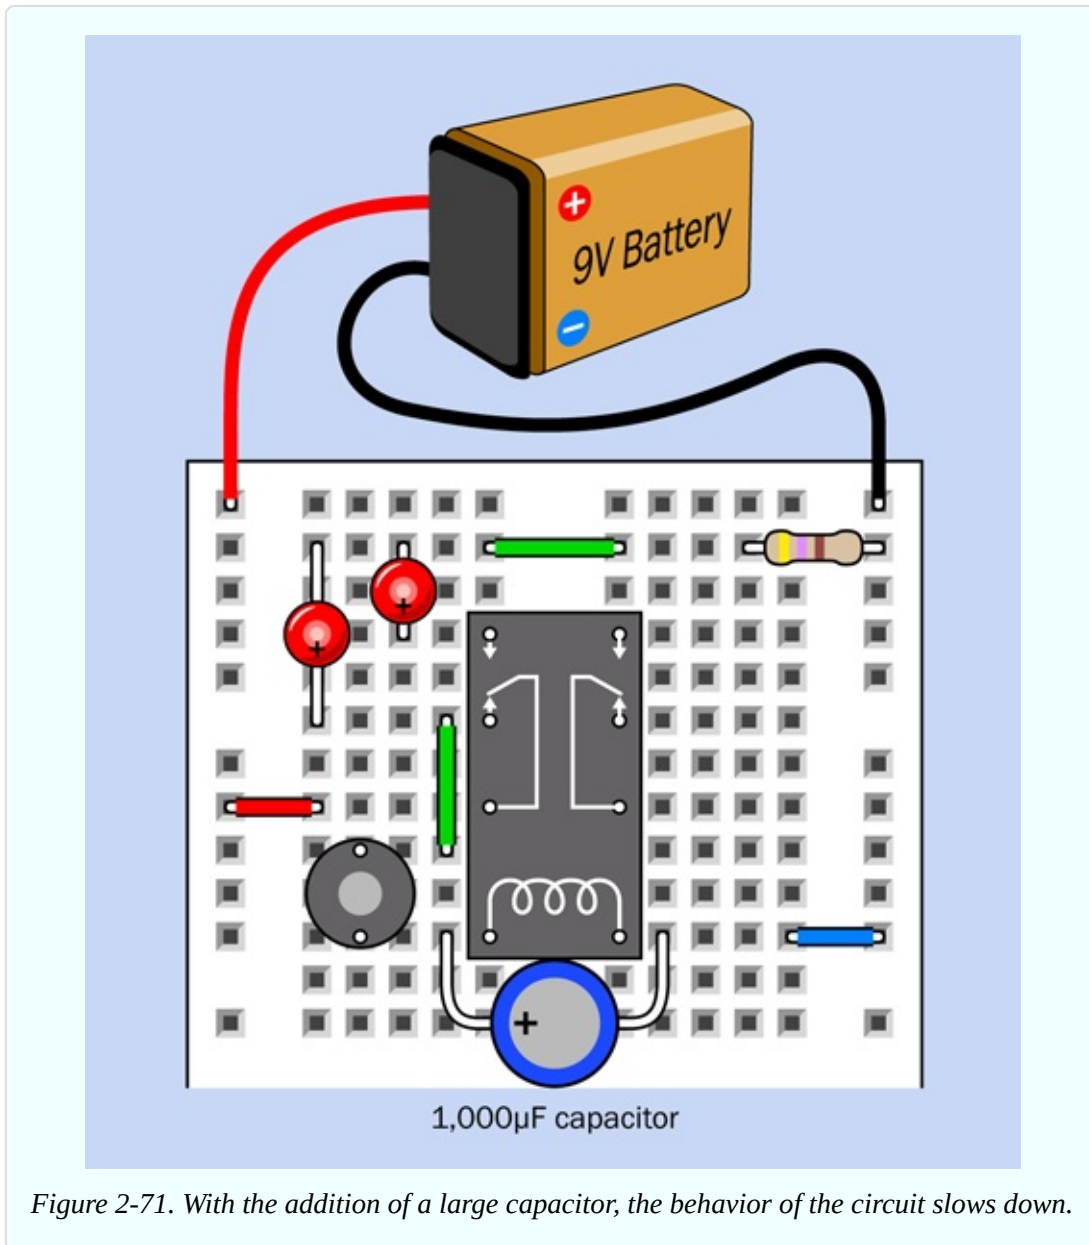 +
9V Battery
−
+
+
+
1,000µF capacitor
Figure 2-71. With the addition of a large capacitor, the behavior of the circuit slows down.